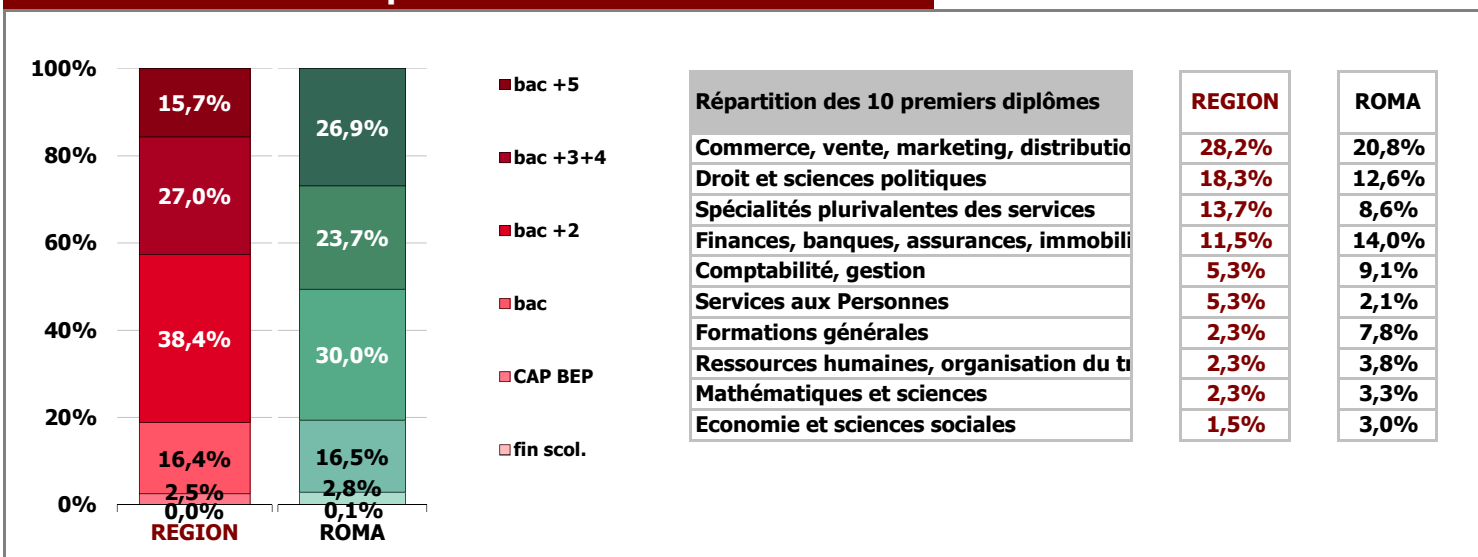 100%
80%
60%
40%
20%
0%
15,7%
27,0%
38,4%
16,4%
2,5%
0,0%
REGION
26,9%
23,7%
30,0%
16,5%
2,8%
0,1%
ROMA
bac +5
bac +3+4
bac +2
bac
CAP BEP
fin scol.
Répartition des 10 premiers diplômes REGION ROMA
Commerce, vente, marketing, distributio 28,2% 20,8%
Droit et sciences politiques 18,3% 12,6%
Spécialités plurivalentes des services 13,7% 8,6%
Finances, banques, assurances, immobili 11,5% 14,0%
Comptabilité, gestion 5,3% 9,1%
Services aux Personnes 5,3% 2,1%
Formations générales 2,3% 7,8%
Ressources humaines, organisation du tr 2,3% 3,8%
Mathématiques et sciences 2,3% 3,3%
Economie et sciences sociales 1,5% 3,0%